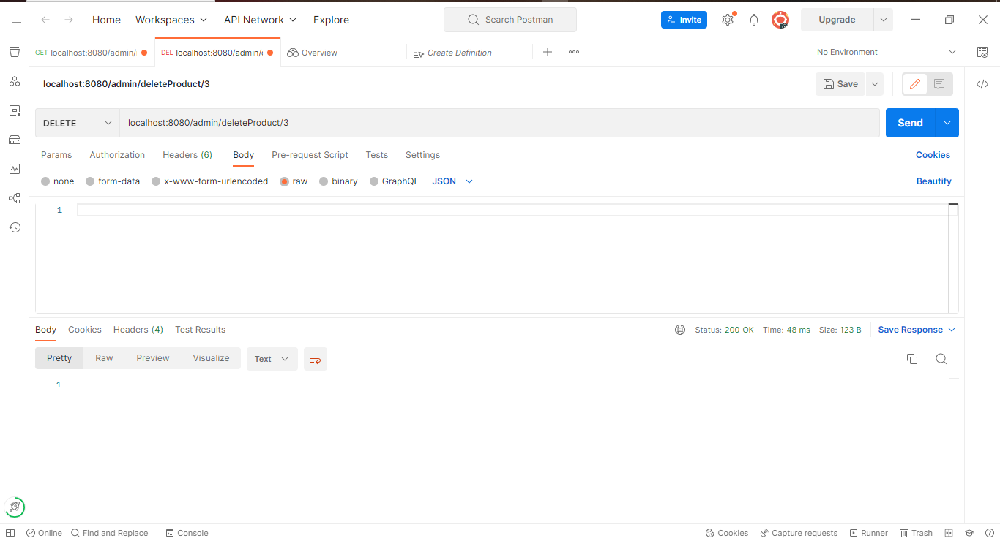 Home Workspaces API Network Explore Search Postman Invite Upgrade
GET localhost:8080/admin/ DEL localhost:8080/admin/ Overview Create Definition No Environment
localhost:8080/admin/deleteProduct/3 Save
DELETE localhost:8080/admin/deleteProduct/3 Send
Params Authorization Headers (6) Body Pre-request Script Tests Settings Cookies
none form-data x-www-form-urlencoded raw binary GraphQL JSON Beautify
1
Body Cookies Headers (4) Test Results Status: 200 OK Time: 48 ms Size: 123 B Save Response
Pretty Raw Preview Visualize Text
1
Online Find and Replace Console Cookies Capture requests Runner Trash